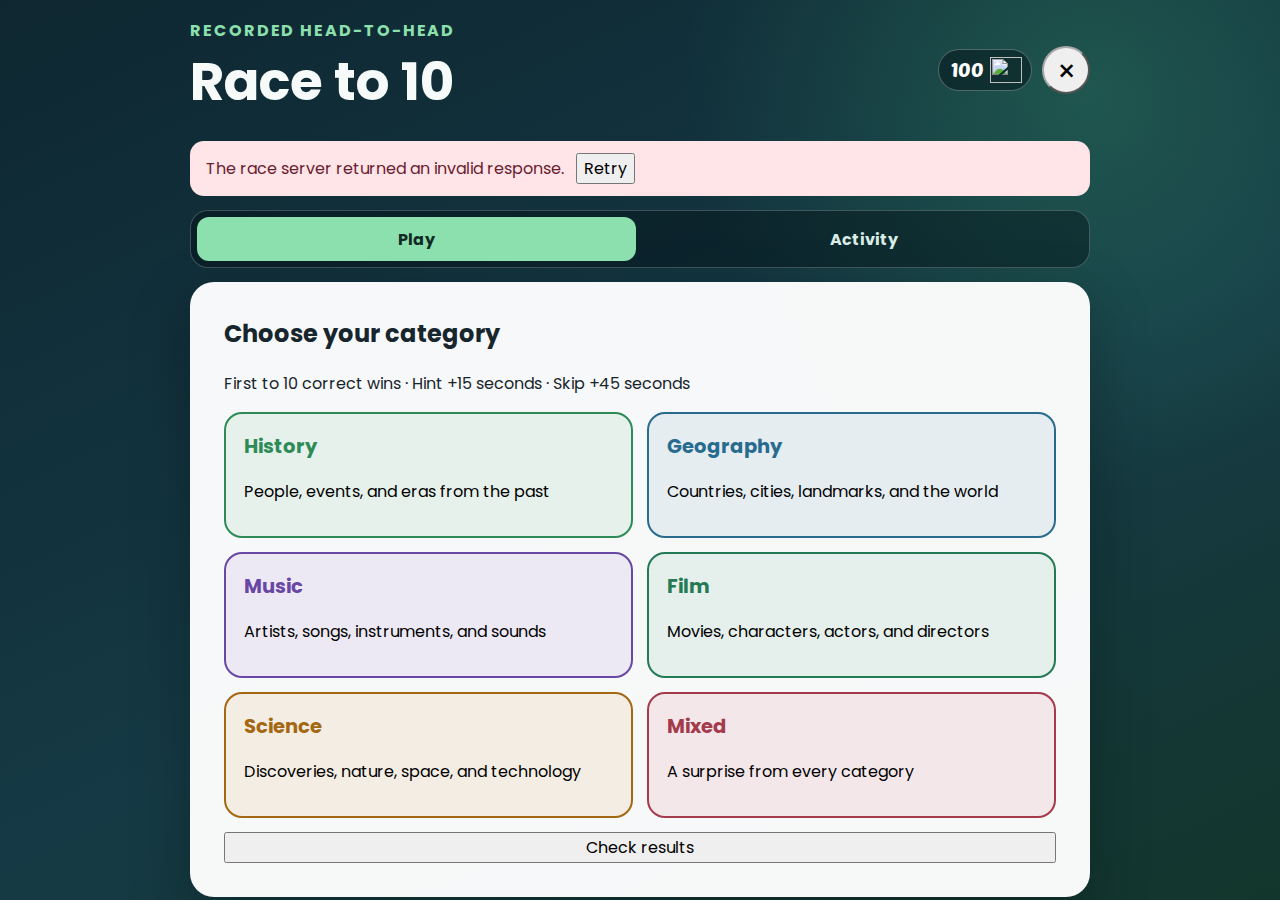 RECORDED HEAD-TO-HEAD
Race to 10
100
×
The race server returned an invalid response. Retry
Play Activity
Choose your category
First to 10 correct wins · Hint +15 seconds · Skip +45 seconds
History
People, events, and eras from the past
Geography
Countries, cities, landmarks, and the world
Music
Artists, songs, instruments, and sounds
Film
Movies, characters, actors, and directors
Science
Discoveries, nature, space, and technology
Mixed
A surprise from every category
Check results